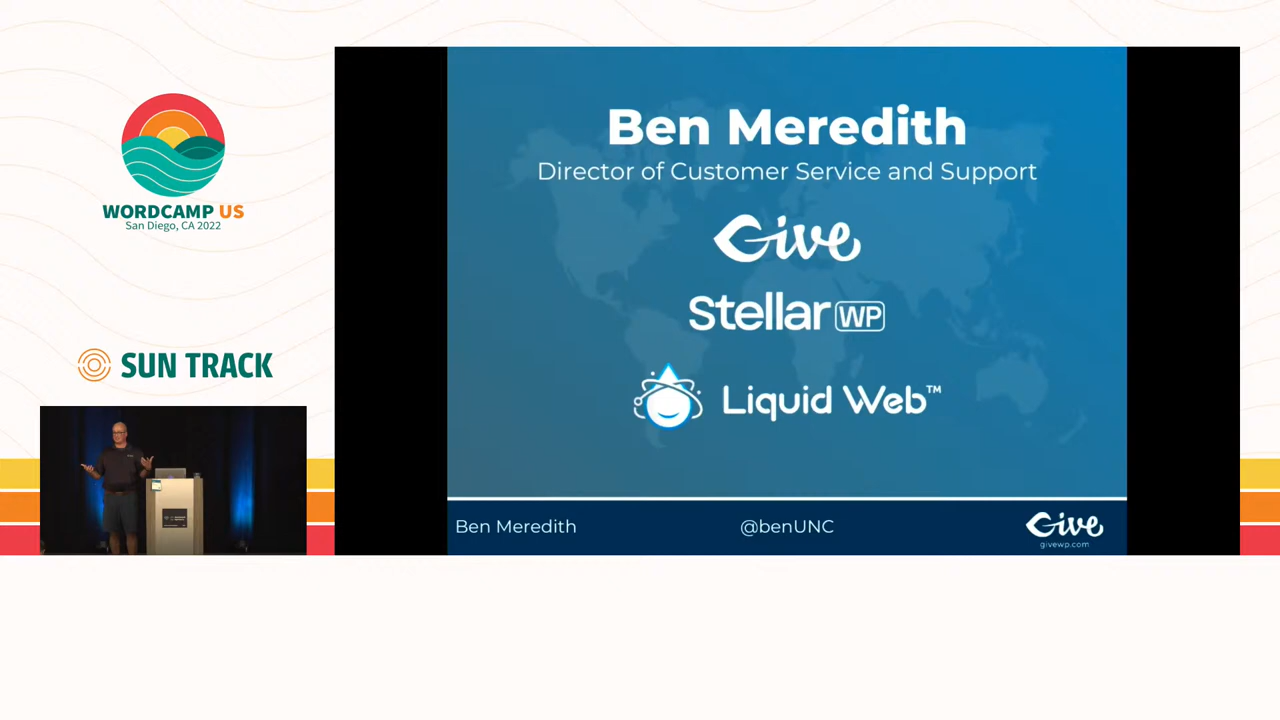 WORDCAMP US
San Diego, CA 2022
SUN TRACK
Ben Meredith
Director of Customer Service and Support
Give
StellarWP
Liquid Web™
Ben Meredith
@benUNC
Give
givewp.com